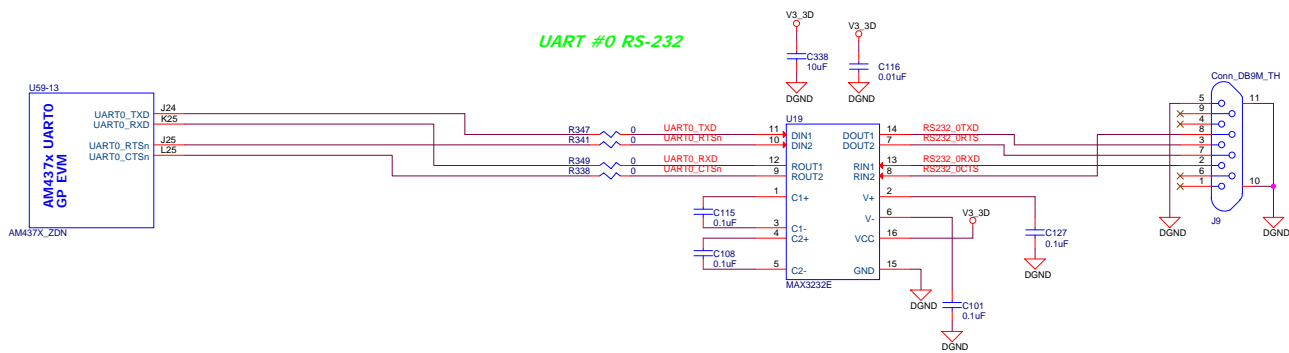 UART #0 RS-232
V3_3D
C338
10uF
DGND
V3_3D
C116
0.01uF
DGND
U59-13
AM437x UART0
GP EVM
UART0_TXD
J24
UART0_RXD
K25
UART0_RTSn
J25
UART0_CTSn
L25
AM437X_ZDN
R347
0
UART0_TXD
R341
0
UART0_RTSn
R349
0
UART0_RXD
R338
0
UART0_CTSn
U19
11
DIN1
DOUT1
14
RS232_0TXD
10
DIN2
DOUT2
7
RS232_0RTS
12
ROUT1
RIN1
13
RS232_0RXD
9
ROUT2
RIN2
8
RS232_0CTS
1
C1+
V+
2
C115
0.1uF
3
C1-
V-
6
4
C2+
VCC
16
V3_3D
C108
0.1uF
5
C2-
GND
15
MAX3232E
DGND
C127
0.1uF
DGND
C101
0.1uF
DGND
Conn_DB9M_TH
5
9
4
8
3
7
2
6
1
11
10
J9
DGND
DGND